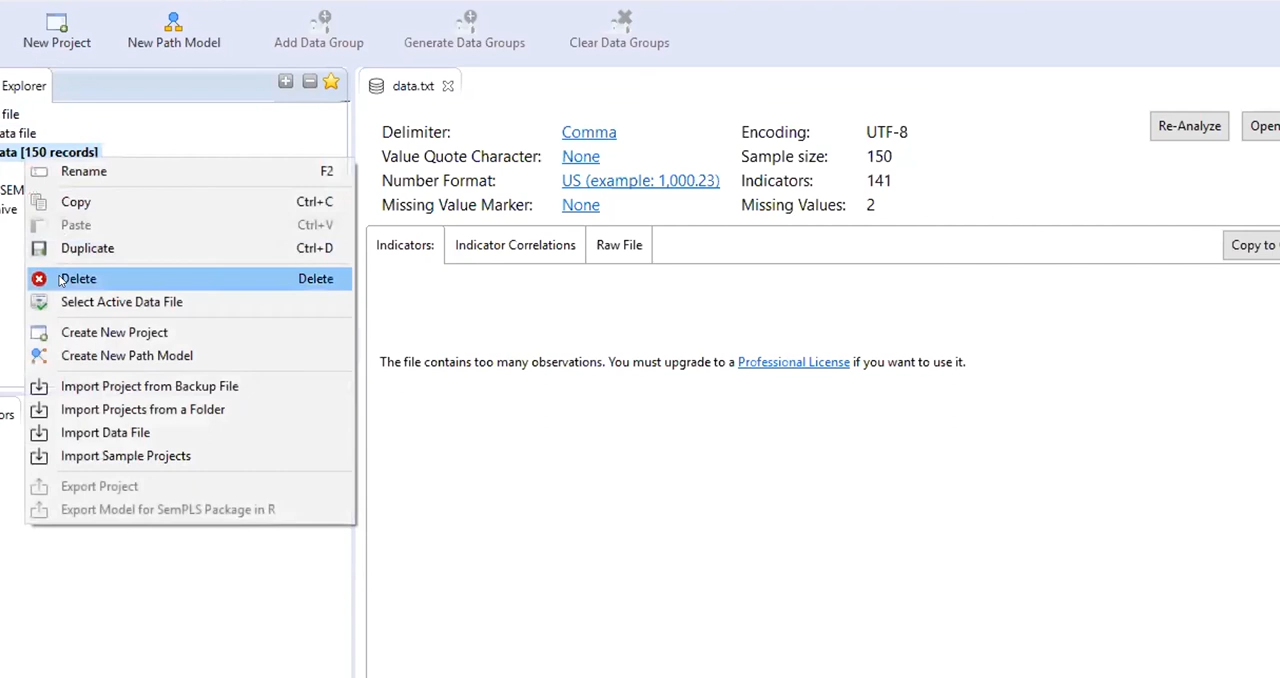 New Project New Path Model Add Data Group Generate Data Groups Clear Data Groups
Explorer
data.txt
file
ata file
ata [150 records]
SEM
ive
ors
Rename F2
Copy Ctrl+C
Paste Ctrl+V
Duplicate Ctrl+D
Delete Delete
Select Active Data File
Create New Project
Create New Path Model
Import Project from Backup File
Import Projects from a Folder
Import Data File
Import Sample Projects
Export Project
Export Model for SemPLS Package in R
Delimiter: Comma Encoding: UTF-8 Re-Analyze Open
Value Quote Character: None Sample size: 150
Number Format: US (example: 1,000.23) Indicators: 141
Missing Value Marker: None Missing Values: 2
Indicators: Indicator Correlations Raw File Copy to
The file contains too many observations. You must upgrade to a Professional License if you want to use it.